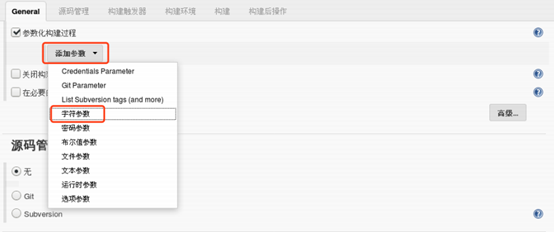 General 源码管理 构建触发器 构建环境 构建 构建后操作
参数化构建过程
添加参数
Credentials Parameter
关闭构
Git Parameter
在必要
List Subversion tags (and more)
字符参数
高级...
密码参数
源码管
布尔值参数
文件参数
无
文本参数
运行时参数
Git
选项参数
Subversion